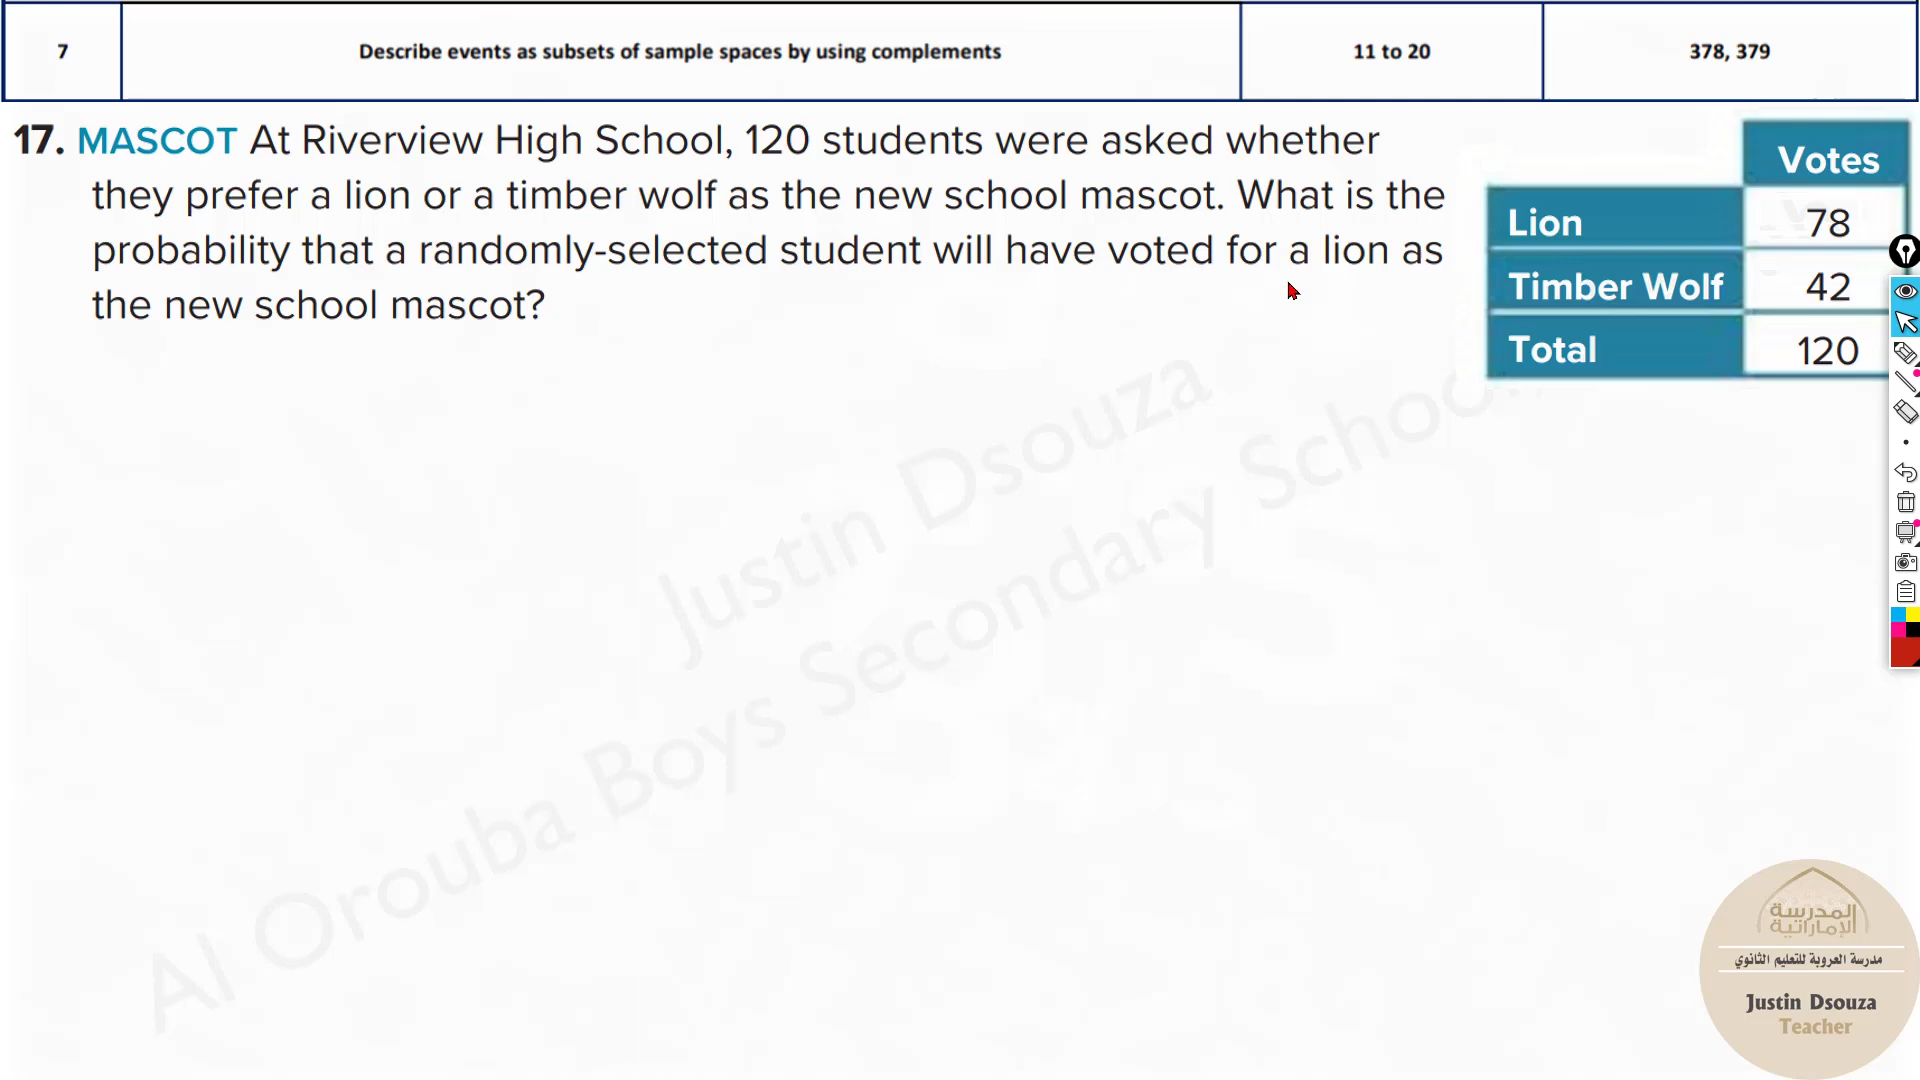 7 Describe events as subsets of sample spaces by using complements 11 to 20 378, 379
17. MASCOT At Riverview High School, 120 students were asked whether
they prefer a lion or a timber wolf as the new school mascot. What is the
probability that a randomly-selected student will have voted for a lion as
the new school mascot?
Votes
Lion 78
Timber Wolf 42
Total 120
Justin Dsouza
Al Orouba Boys Secondary School
المدرسة
الإماراتية
مدرسة العروبة للتعليم الثانوي
Justin Dsouza
Teacher